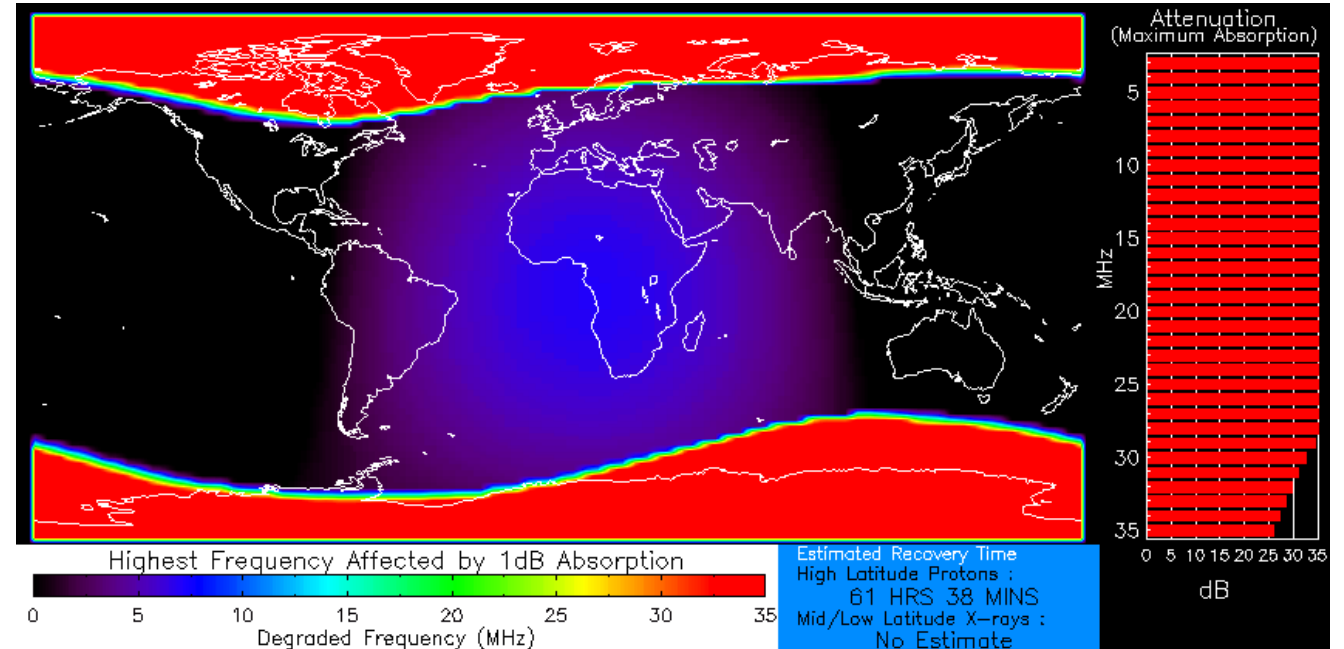 Attenuation
(Maximum Absorption)
5
10
15
20
25
30
35
MHz
0 5 10 15 20 25 30 35
dB
Highest Frequency Affected by 1dB Absorption
0 5 10 15 20 25 30 35
Degraded Frequency (MHz)
Estimated Recovery Time
High Latitude Protons :
61 HRS 38 MINS
Mid/Low Latitude X-rays :
No Estimate